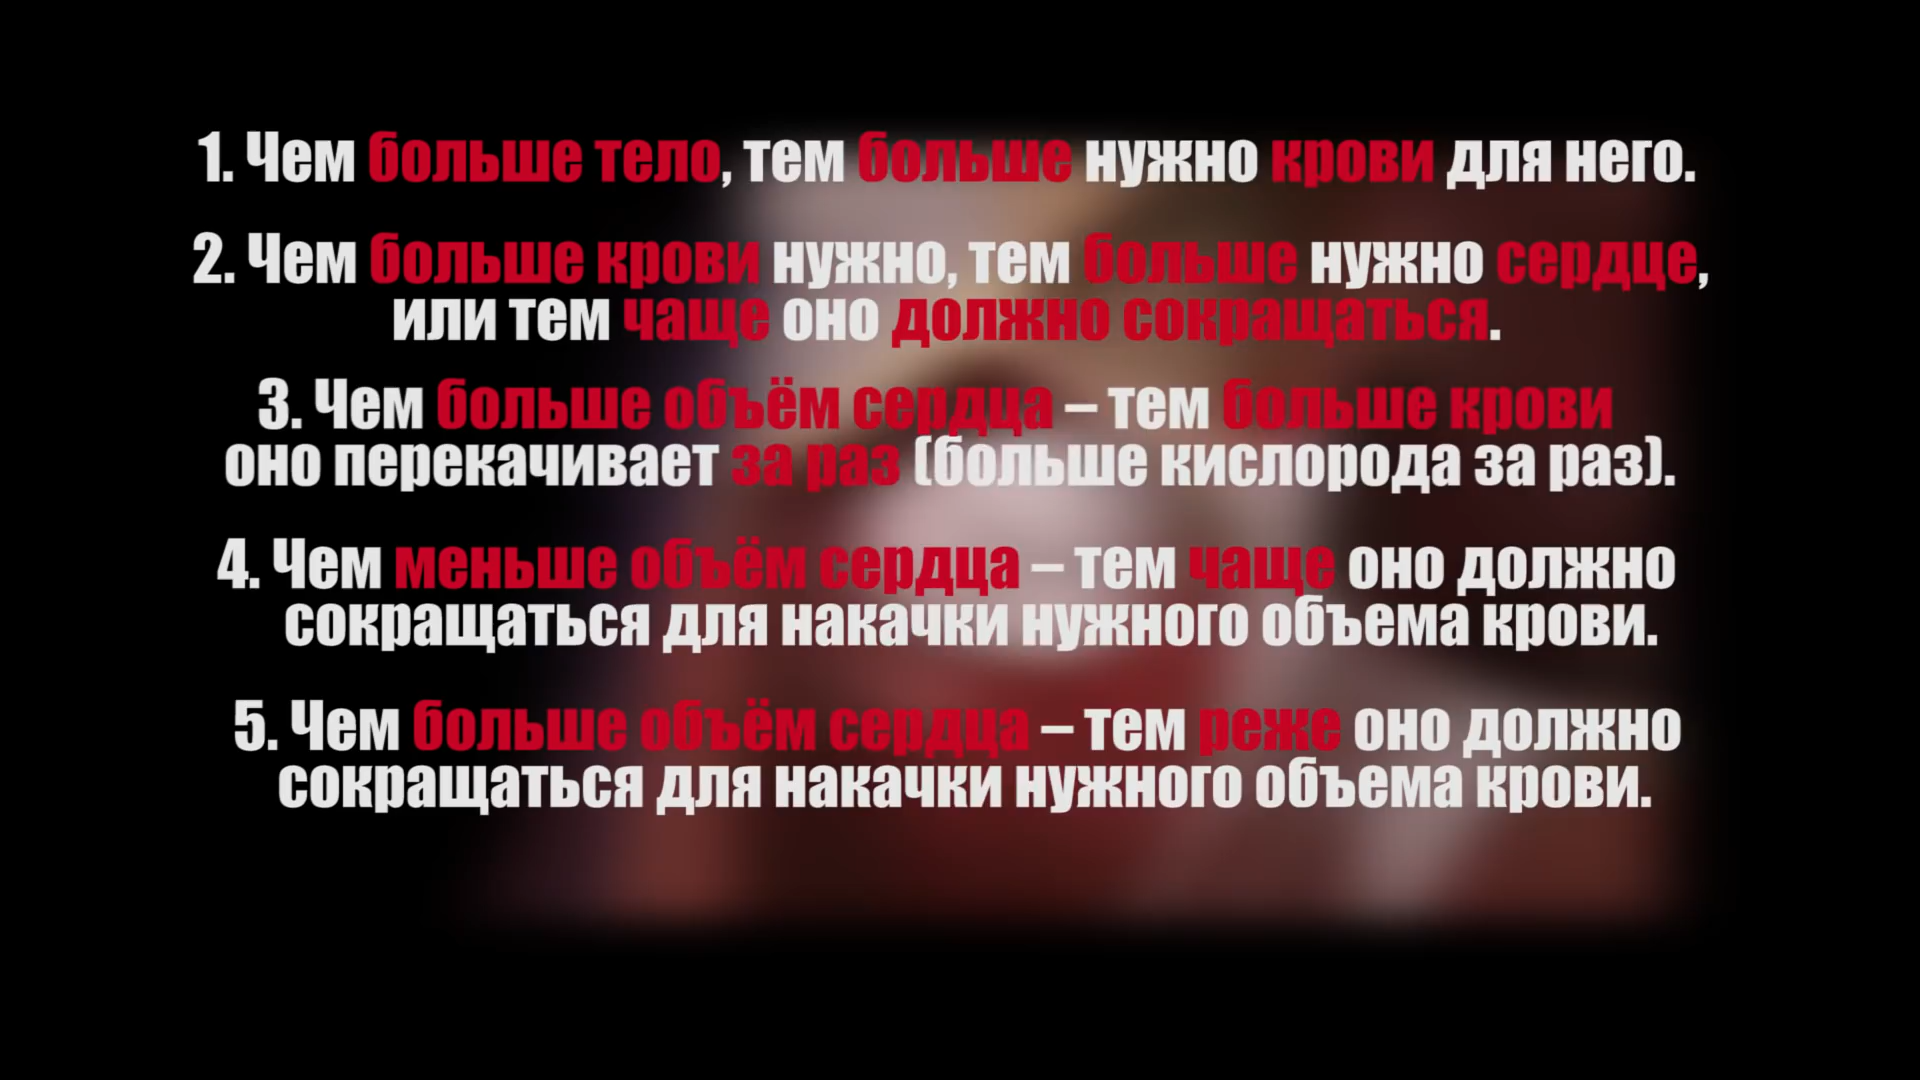 1. Чем больше тело, тем больше нужно крови для него.
2. Чем больше крови нужно, тем больше нужно сердце,
или тем чаще оно должно сокращаться.
3. Чем больше объём сердца – тем больше крови
оно перекачивает за раз (больше кислорода за раз).
4. Чем меньше объём сердца – тем чаще оно должно
сокращаться для накачки нужного объема крови.
5. Чем больше объём сердца – тем реже оно должно
сокращаться для накачки нужного объема крови.